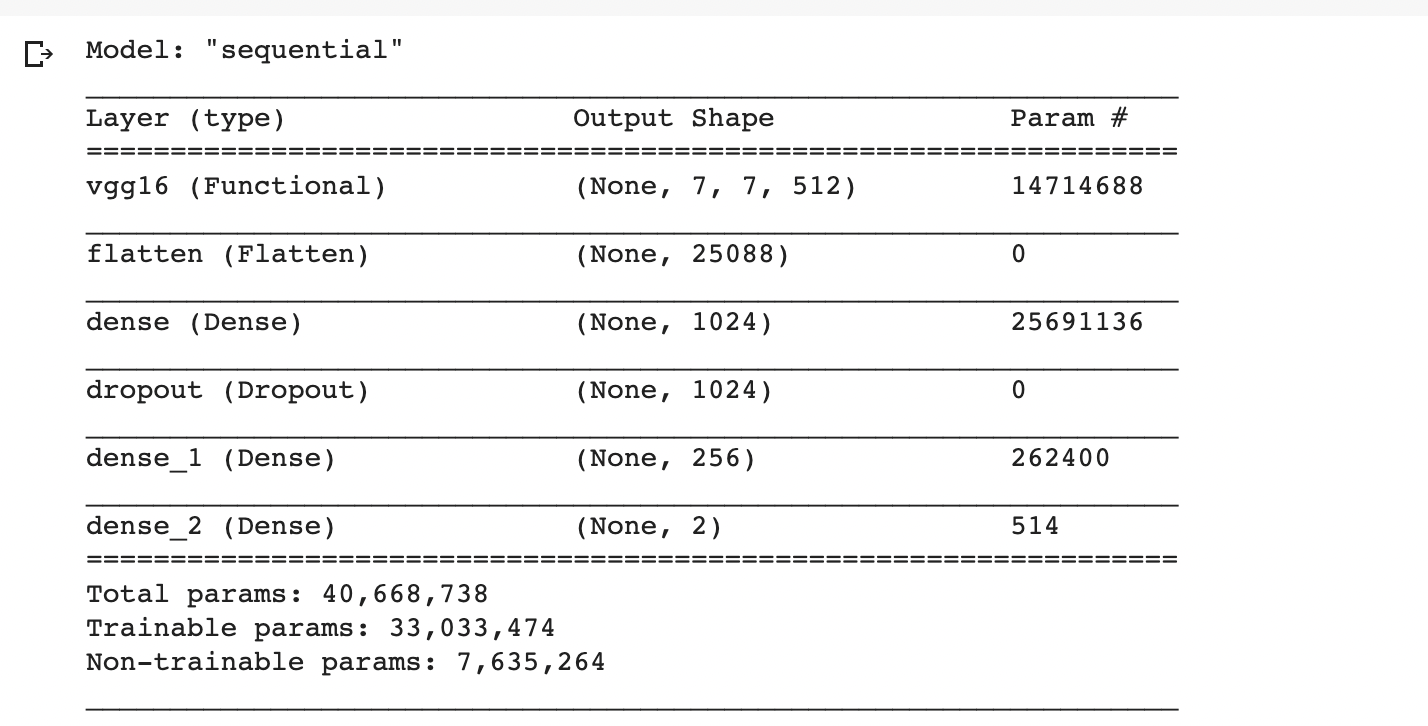 Model: "sequential"
Layer (type) Output Shape Param #
=================================================================
vgg16 (Functional) (None, 7, 7, 512) 14714688
flatten (Flatten) (None, 25088) 0
dense (Dense) (None, 1024) 25691136
dropout (Dropout) (None, 1024) 0
dense_1 (Dense) (None, 256) 262400
dense_2 (Dense) (None, 2) 514
=================================================================
Total params: 40,668,738
Trainable params: 33,033,474
Non-trainable params: 7,635,264